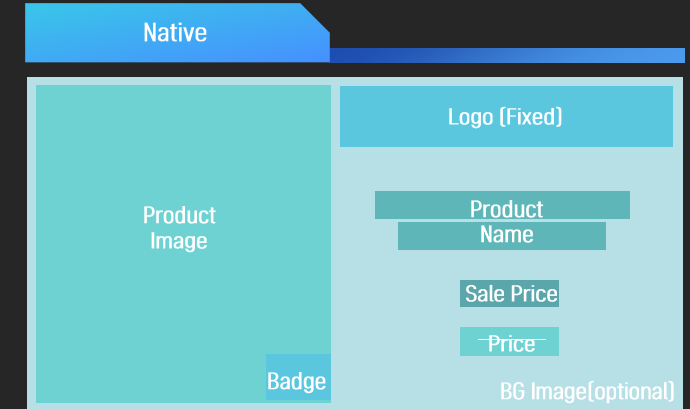 Native
Product
Image
Badge
Logo (Fixed)
Product
Name
Sale Price
Price
BG Image(optional)